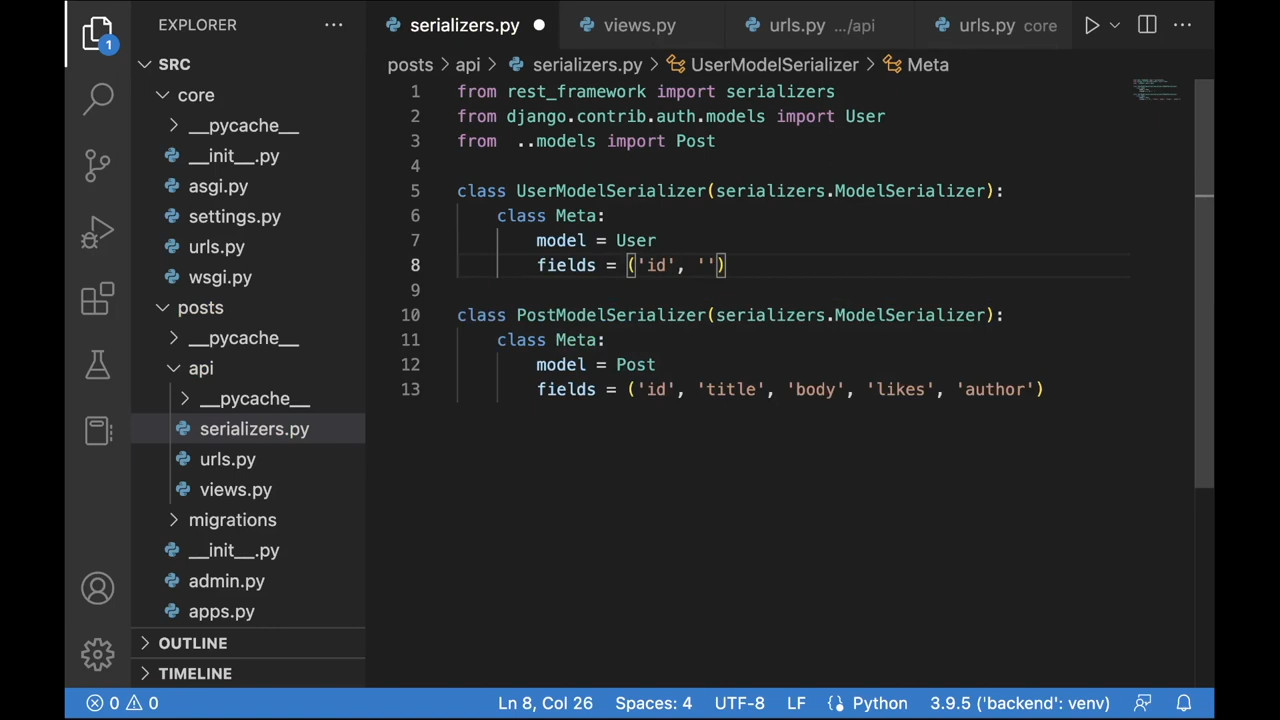 EXPLORER ...
SRC
core
__pycache__
__init__.py
asgi.py
settings.py
urls.py
wsgi.py
posts
__pycache__
api
__pycache__
serializers.py
urls.py
views.py
migrations
__init__.py
admin.py
apps.py
OUTLINE
TIMELINE
1
serializers.py views.py urls.py .../api urls.py core ...
posts > api > serializers.py > UserModelSerializer > Meta
1 from rest_framework import serializers
2 from django.contrib.auth.models import User
3 from ..models import Post
4
5 class UserModelSerializer(serializers.ModelSerializer):
6 class Meta:
7 model = User
8 fields = ('id', '')
9
10 class PostModelSerializer(serializers.ModelSerializer):
11 class Meta:
12 model = Post
13 fields = ('id', 'title', 'body', 'likes', 'author')
0 0 Ln 8, Col 26 Spaces: 4 UTF-8 LF Python 3.9.5 ('backend': venv)